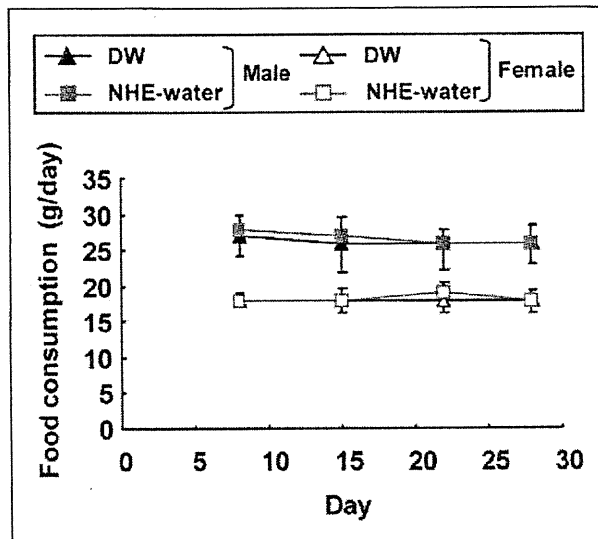 DW DW
Male Female
NHE-water NHE-water
Food consumption (g/day)
35
30
25
20
15
10
5
0
0 5 10 15 20 25 30
Day